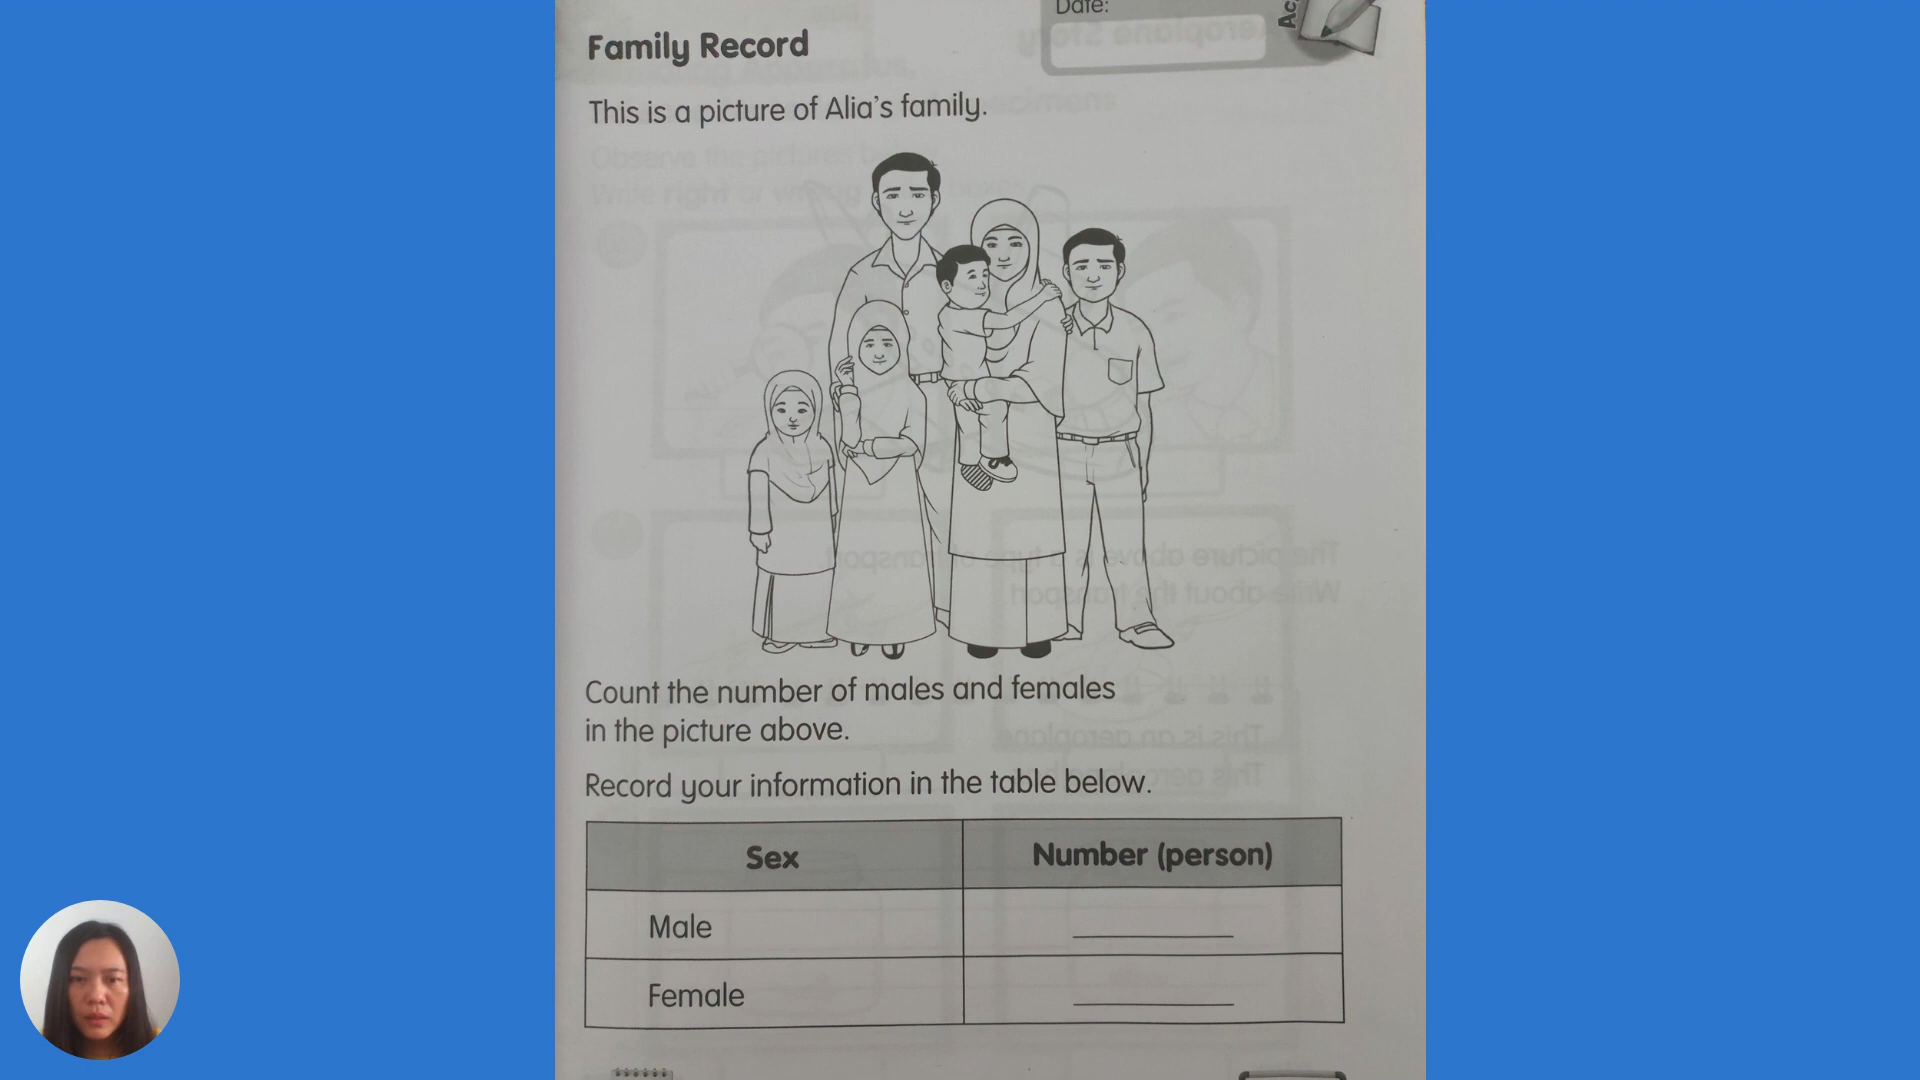 Date:
Family Record
This is a picture of Alia's family.
Count the number of males and females
in the picture above.
Record your information in the table below.
Sex
Number (person)
Male
Female